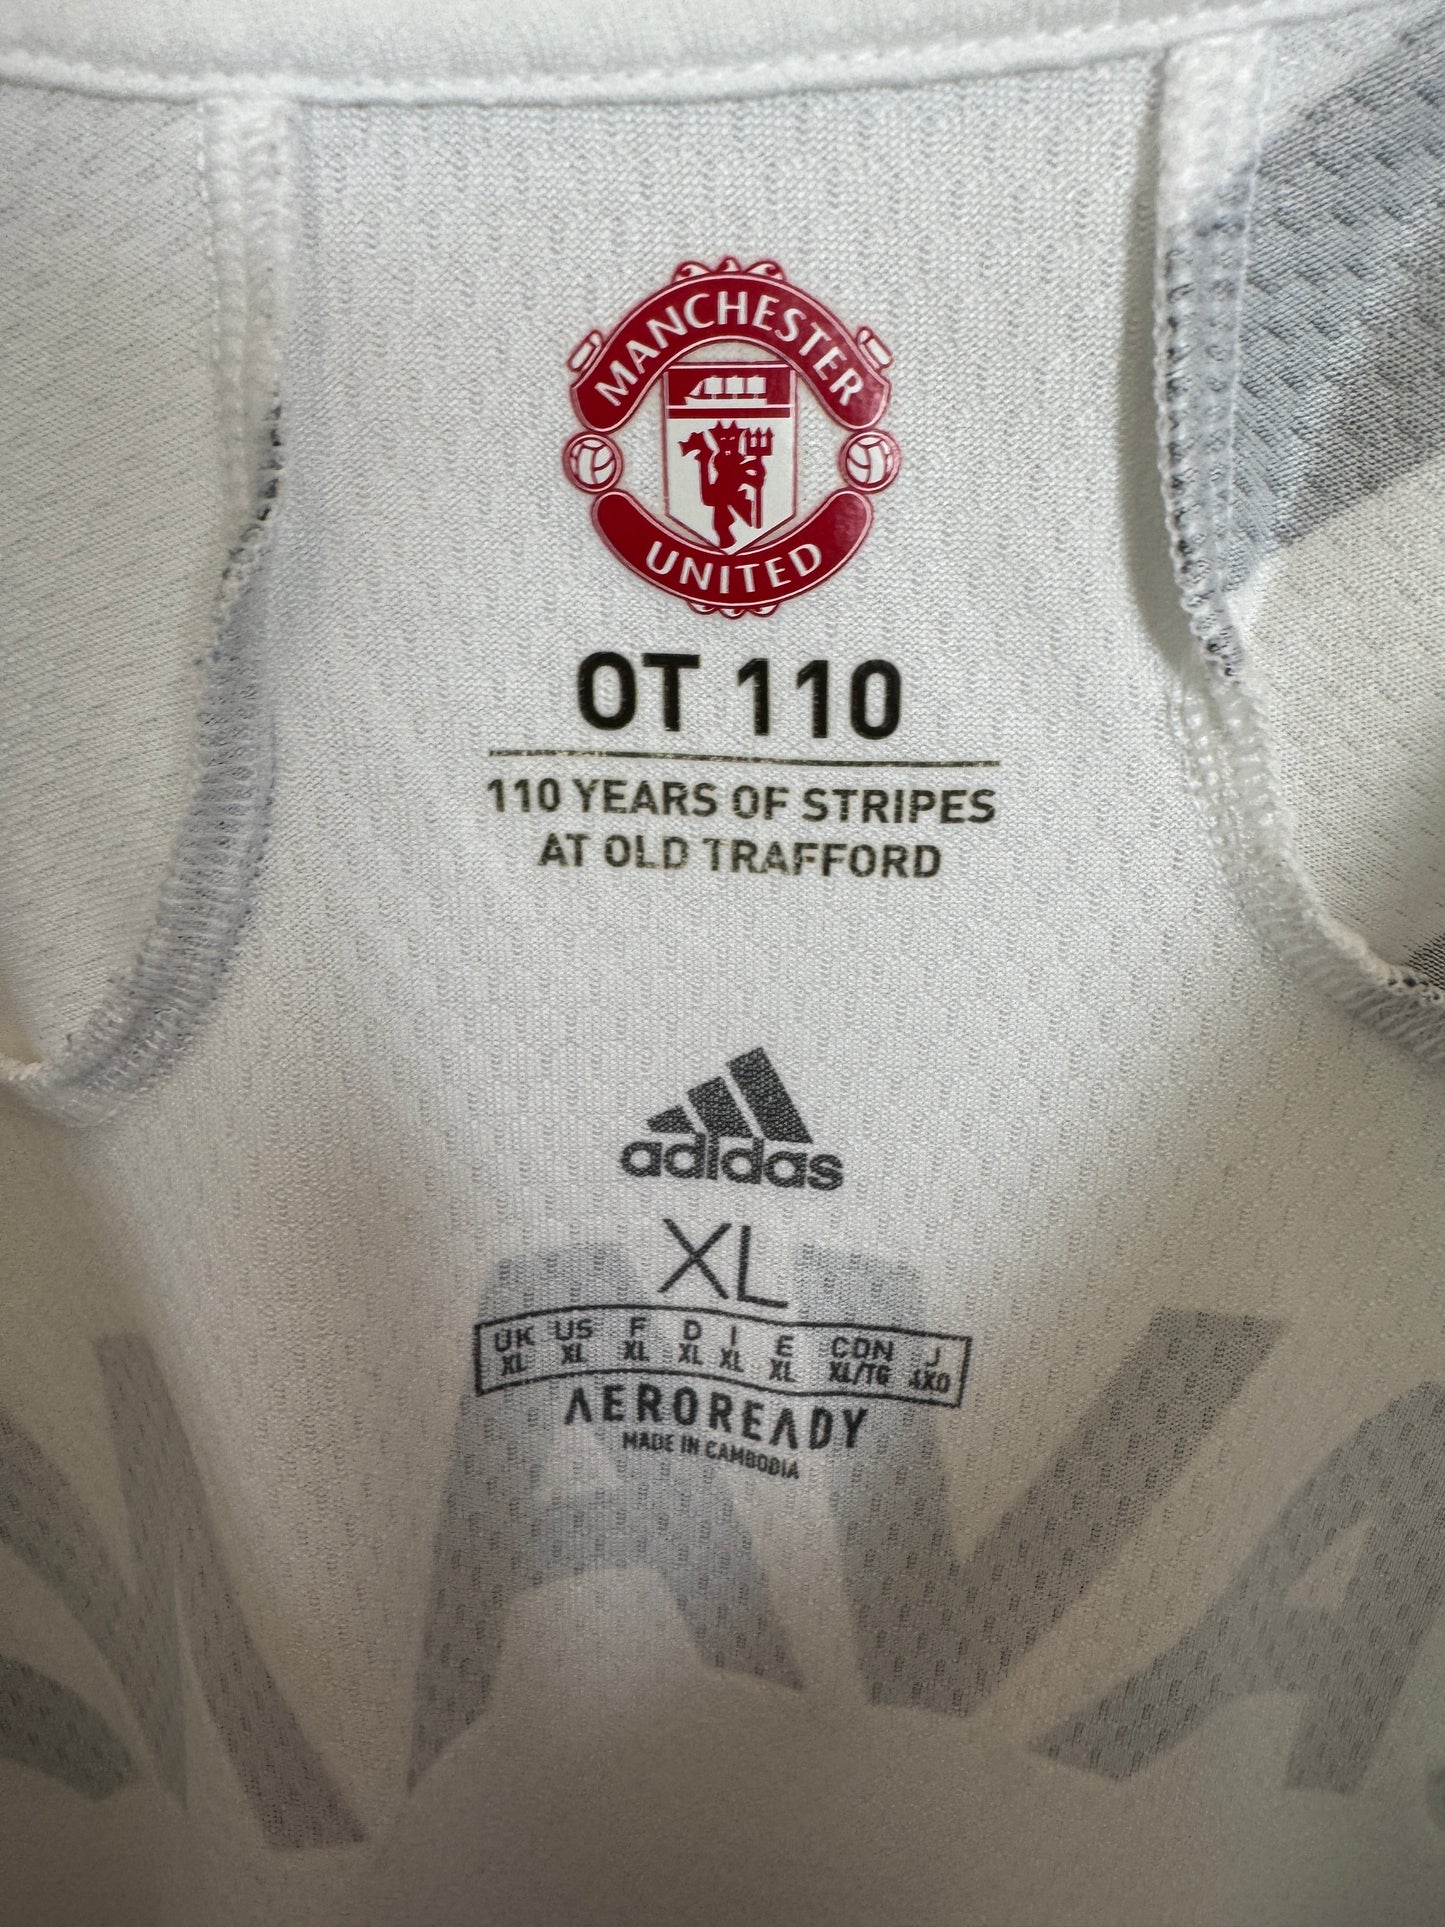 MANCHESTER
UNITED
OT 110
110 YEARS OF STRIPES
AT OLD TRAFFORD
adidas
XL
UK US F D I E CDN J
XL XL XL XL XL XL XL/TG 4XO
AEROREADY
MADE IN CAMBODIA